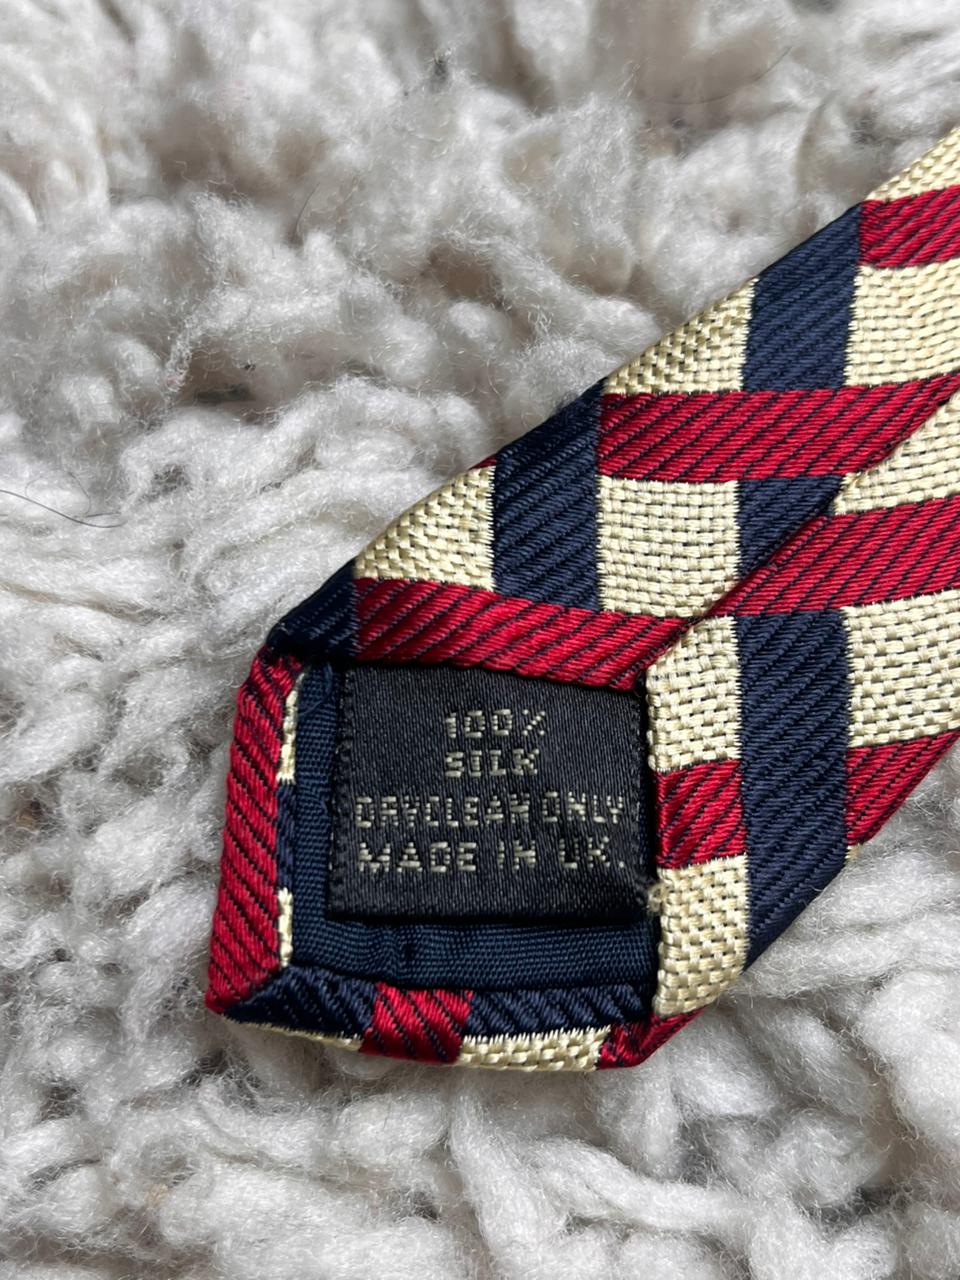 100%
SILK
DRYCLEAN ONLY
MADE IN UK.